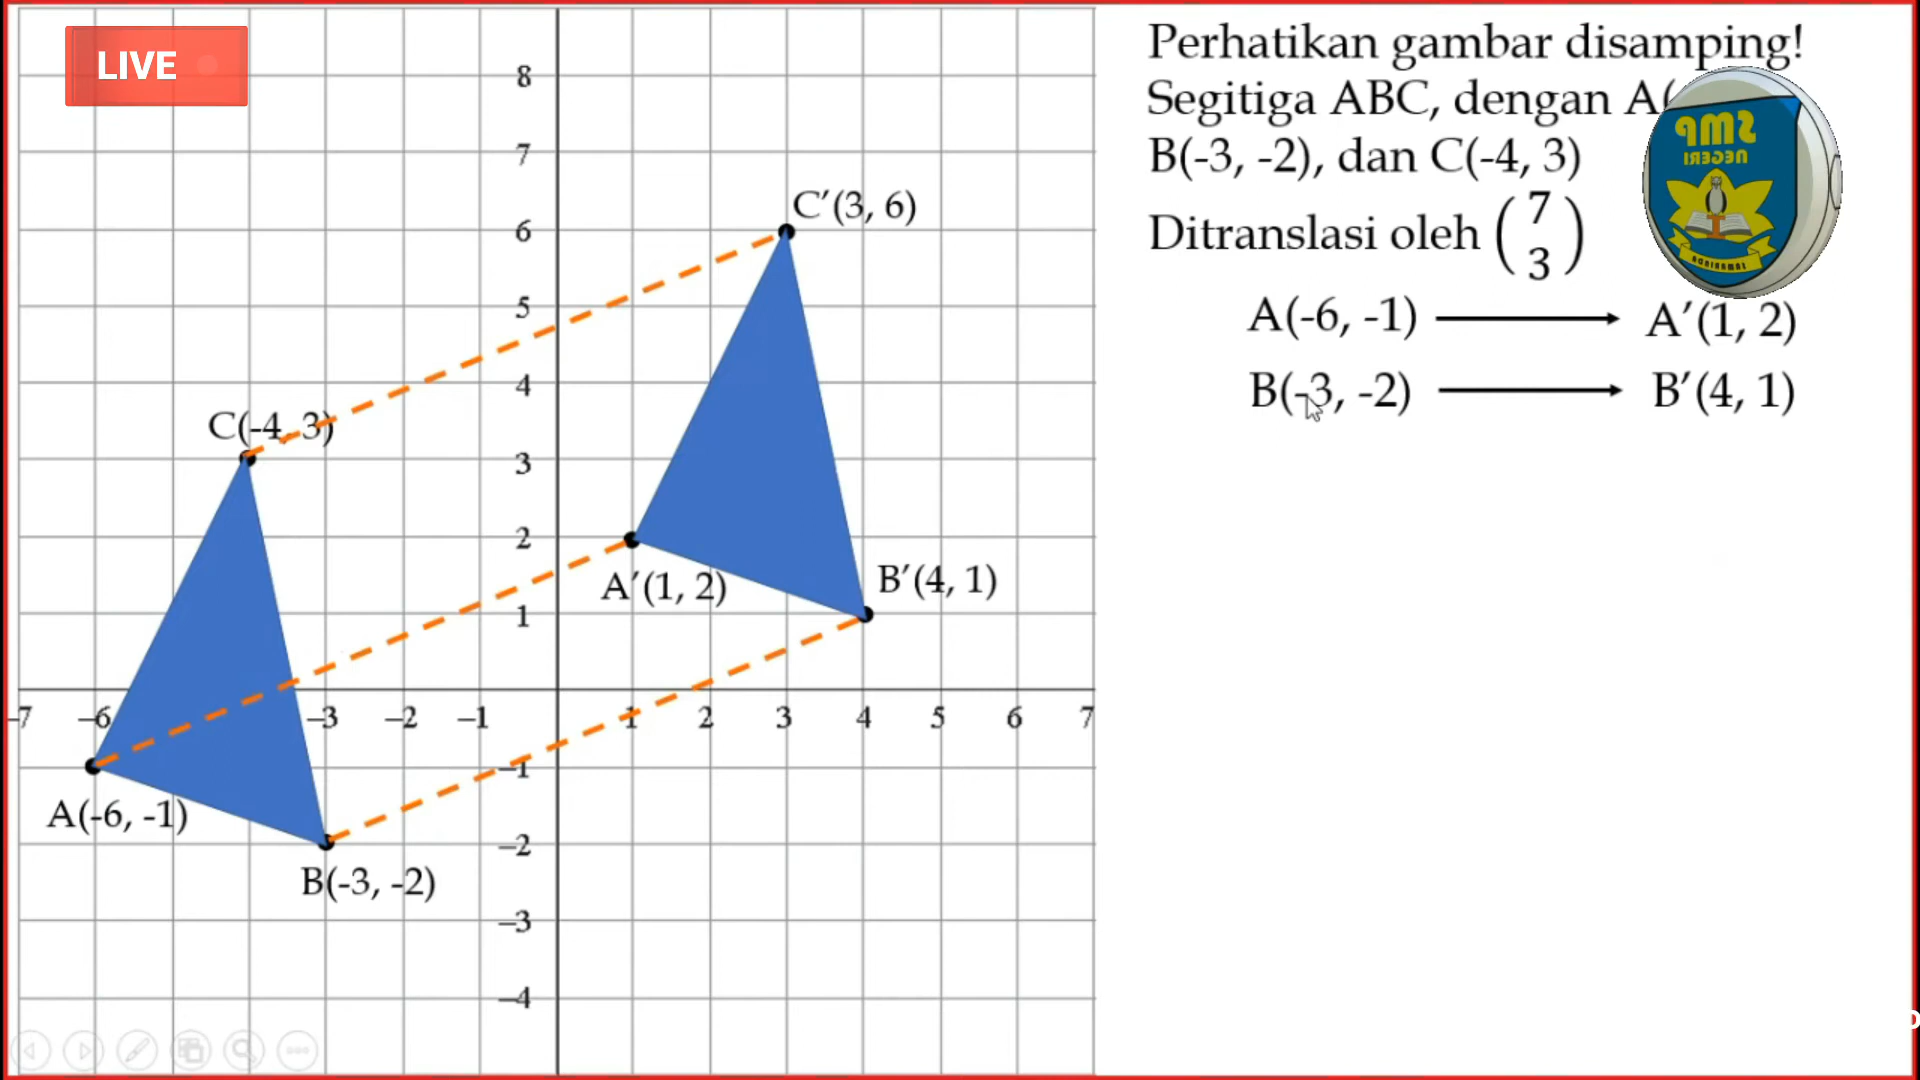 LIVE
Perhatikan gambar disamping!
Segitiga ABC, dengan A(
B(-3, -2), dan C(-4, 3)
Ditranslasi oleh (7
3)
A(-6, -1) → A′(1, 2)
B(-3, -2) → B′(4, 1)
SMP
NEGERI
8
7
C′(3, 6)
6
5
4
C(-4, 3)
3
2
A′(1, 2)
B′(4, 1)
1
-7 -6 -3 -2 -1 1 2 3 4 5 6 7
-1
A(-6, -1)
-2
B(-3, -2)
-3
-4